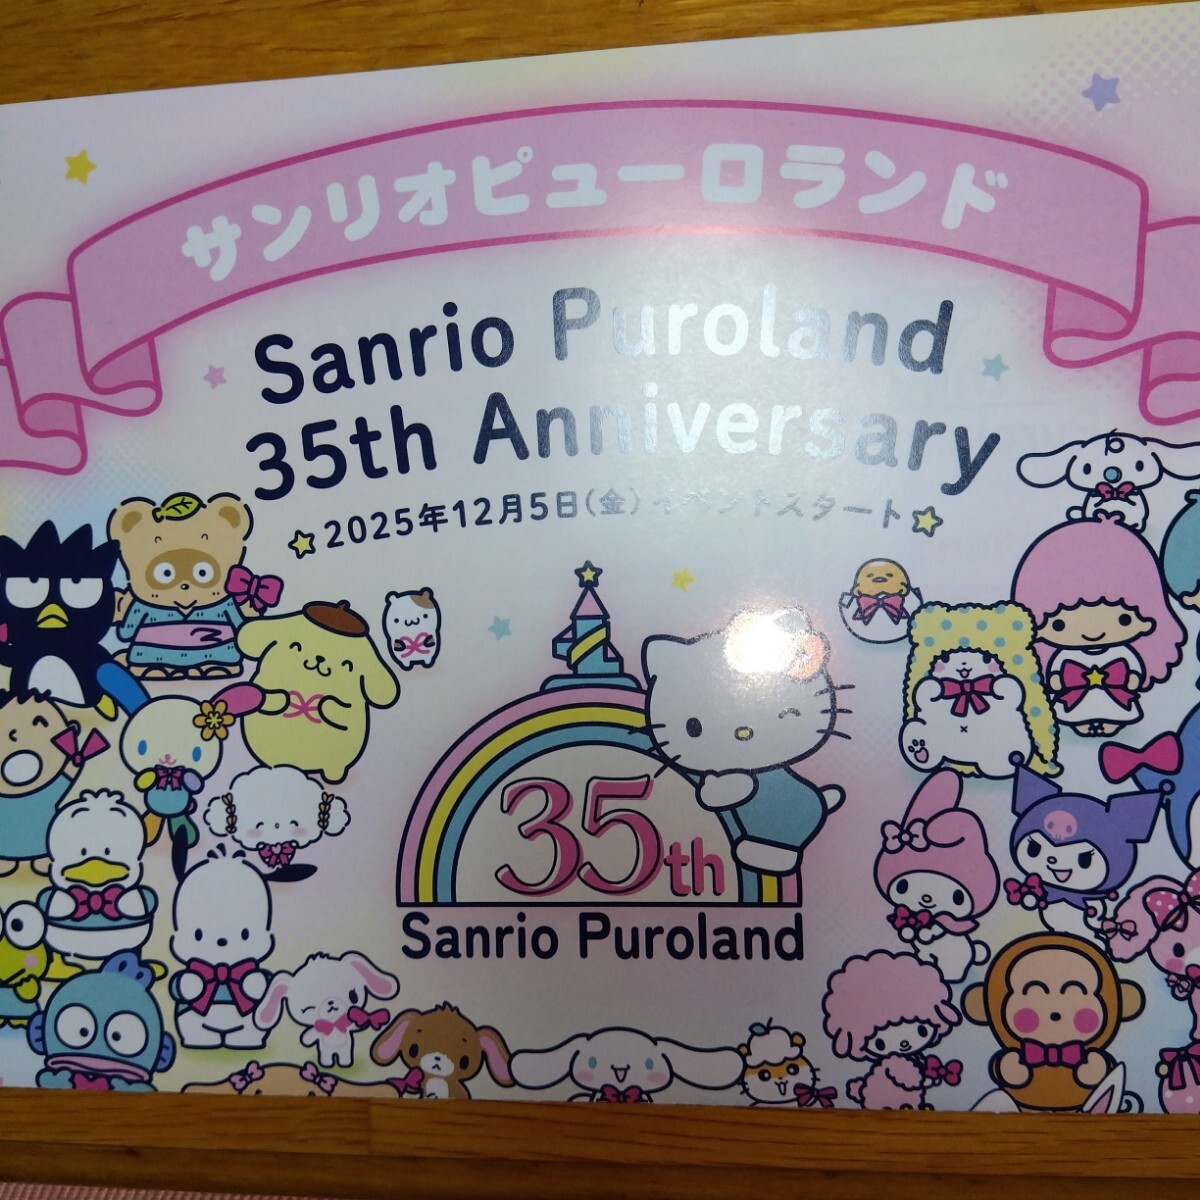 サンリオピューロランド
Sanrio Puroland
35th Anniversary
2025年12月5日(金)イベントスタート
35th
Sanrio Puroland